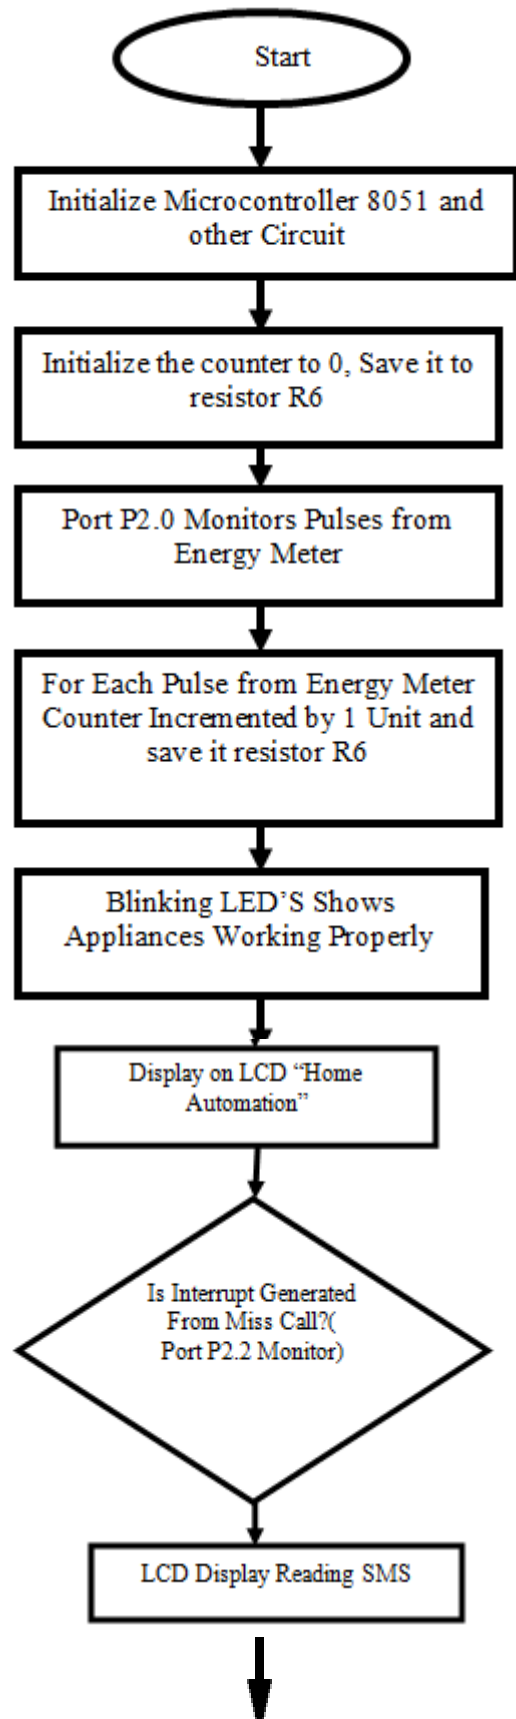 Start
Initialize Microcontroller 8051 and
other Circuit
Initialize the counter to 0, Save it to
resistor R6
Port P2.0 Monitors Pulses from
Energy Meter
For Each Pulse from Energy Meter
Counter Incremented by 1 Unit and
save it resistor R6
Blinking LED’S Shows
Appliances Working Properly
Display on LCD “Home
Automation”
Is Interrupt Generated
From Miss Call?(
Port P2.2 Monitor)
LCD Display Reading SMS